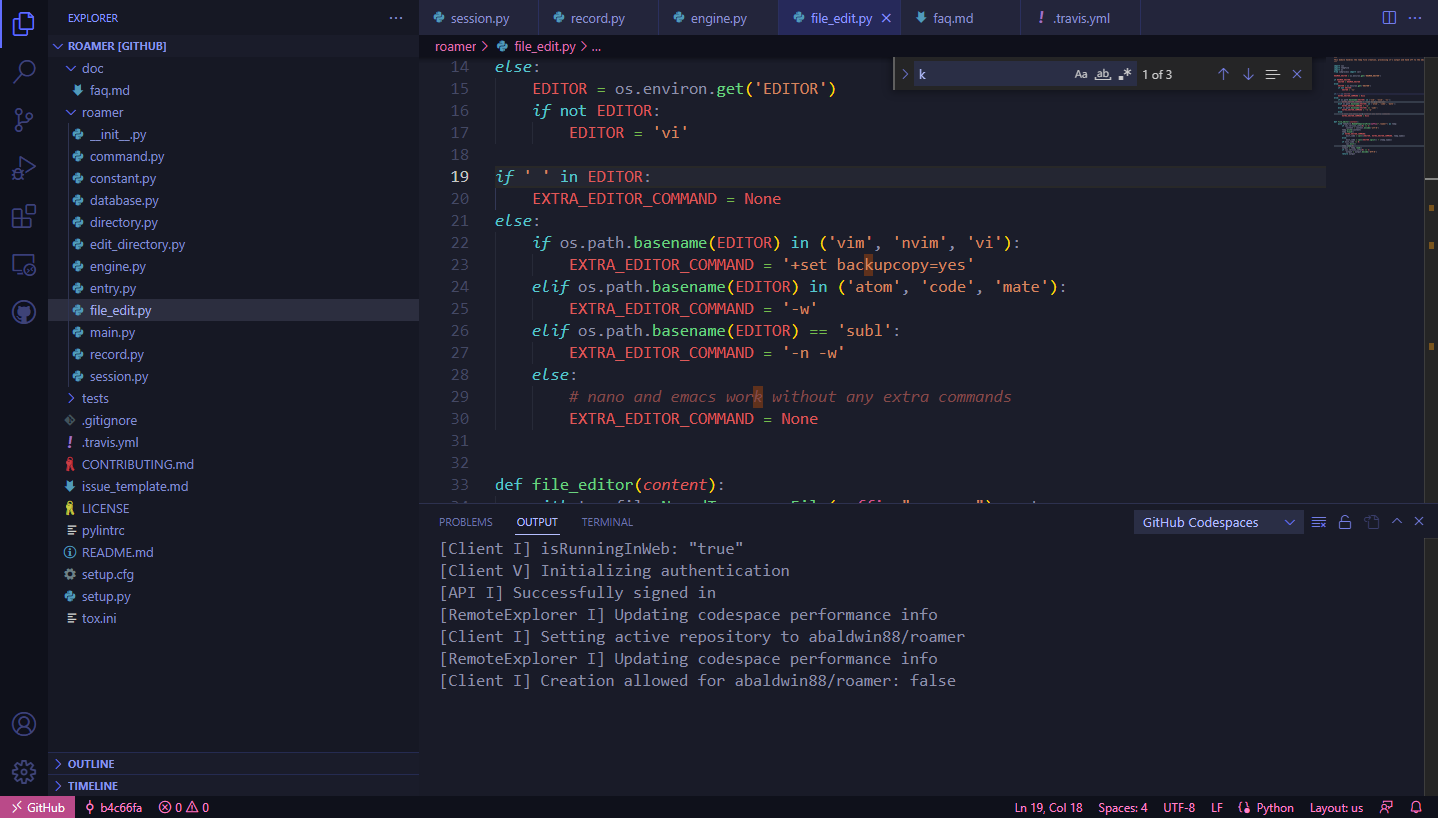 EXPLORER
ROAMER [GITHUB]
doc
faq.md
roamer
__init__.py
command.py
constant.py
database.py
directory.py
edit_directory.py
engine.py
entry.py
file_edit.py
main.py
record.py
session.py
tests
.gitignore
! .travis.yml
CONTRIBUTING.md
issue_template.md
LICENSE
pylintrc
README.md
setup.cfg
setup.py
tox.ini
OUTLINE
TIMELINE
session.py record.py engine.py file_edit.py faq.md ! .travis.yml
roamer > file_edit.py > ...
k Aa ab 1 of 3
14 else:
15 EDITOR = os.environ.get('EDITOR')
16 if not EDITOR:
17 EDITOR = 'vi'
18
19 if ' ' in EDITOR:
20 EXTRA_EDITOR_COMMAND = None
21 else:
22 if os.path.basename(EDITOR) in ('vim', 'nvim', 'vi'):
23 EXTRA_EDITOR_COMMAND = '+set backupcopy=yes'
24 elif os.path.basename(EDITOR) in ('atom', 'code', 'mate'):
25 EXTRA_EDITOR_COMMAND = '-w'
26 elif os.path.basename(EDITOR) == 'subl':
27 EXTRA_EDITOR_COMMAND = '-n -w'
28 else:
29 # nano and emacs work without any extra commands
30 EXTRA_EDITOR_COMMAND = None
31
32
33 def file_editor(content):
PROBLEMS OUTPUT TERMINAL GitHub Codespaces
[Client I] isRunningInWeb: "true"
[Client V] Initializing authentication
[API I] Successfully signed in
[RemoteExplorer I] Updating codespace performance info
[Client I] Setting active repository to abaldwin88/roamer
[RemoteExplorer I] Updating codespace performance info
[Client I] Creation allowed for abaldwin88/roamer: false
GitHub b4c66fa 0 0 Ln 19, Col 18 Spaces: 4 UTF-8 LF Python Layout: us